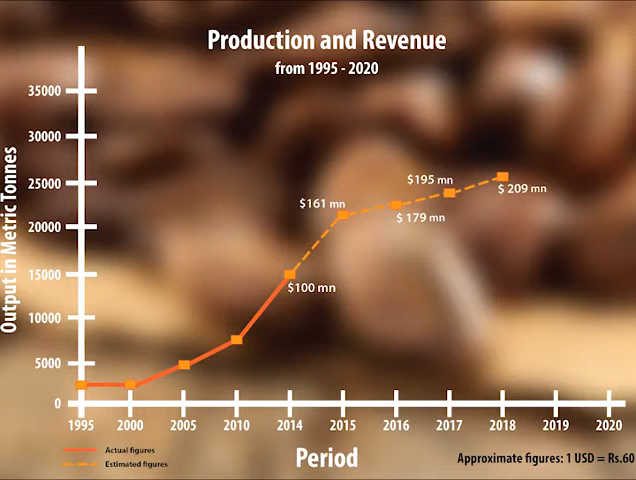 Production and Revenue
from 1995 - 2020
Output in Metric Tonnes
35000
30000
25000
20000
15000
10000
5000
0
$100 mn
$161 mn
$ 179 mn
$195 mn
$ 209 mn
1995 2000 2005 2010 2014 2015 2016 2017 2018 2019 2020
Actual figures
Estimated figures
Period
Approximate figures: 1 USD = Rs.60